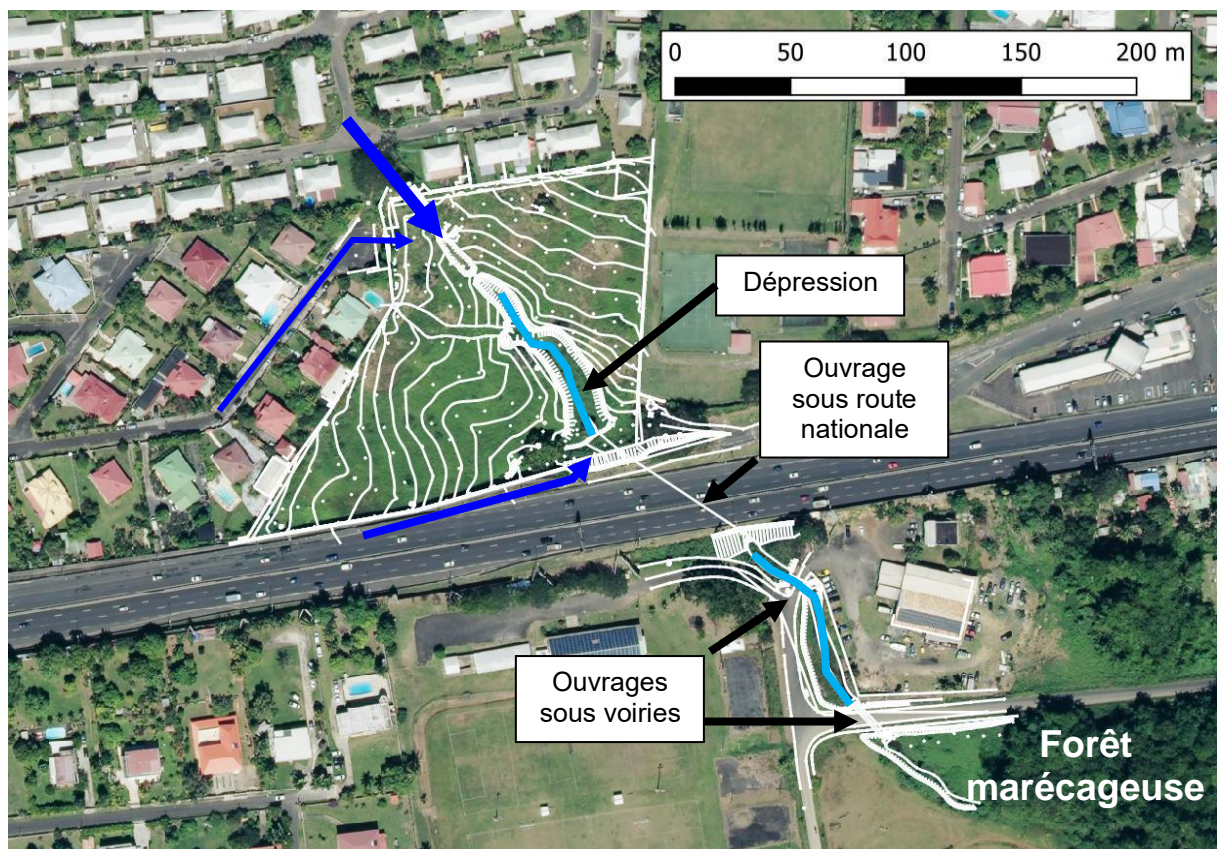 0 50 100 150 200 m
Dépression
Ouvrage
sous route
nationale
Ouvrages
sous voiries
Forêt
marécageuse